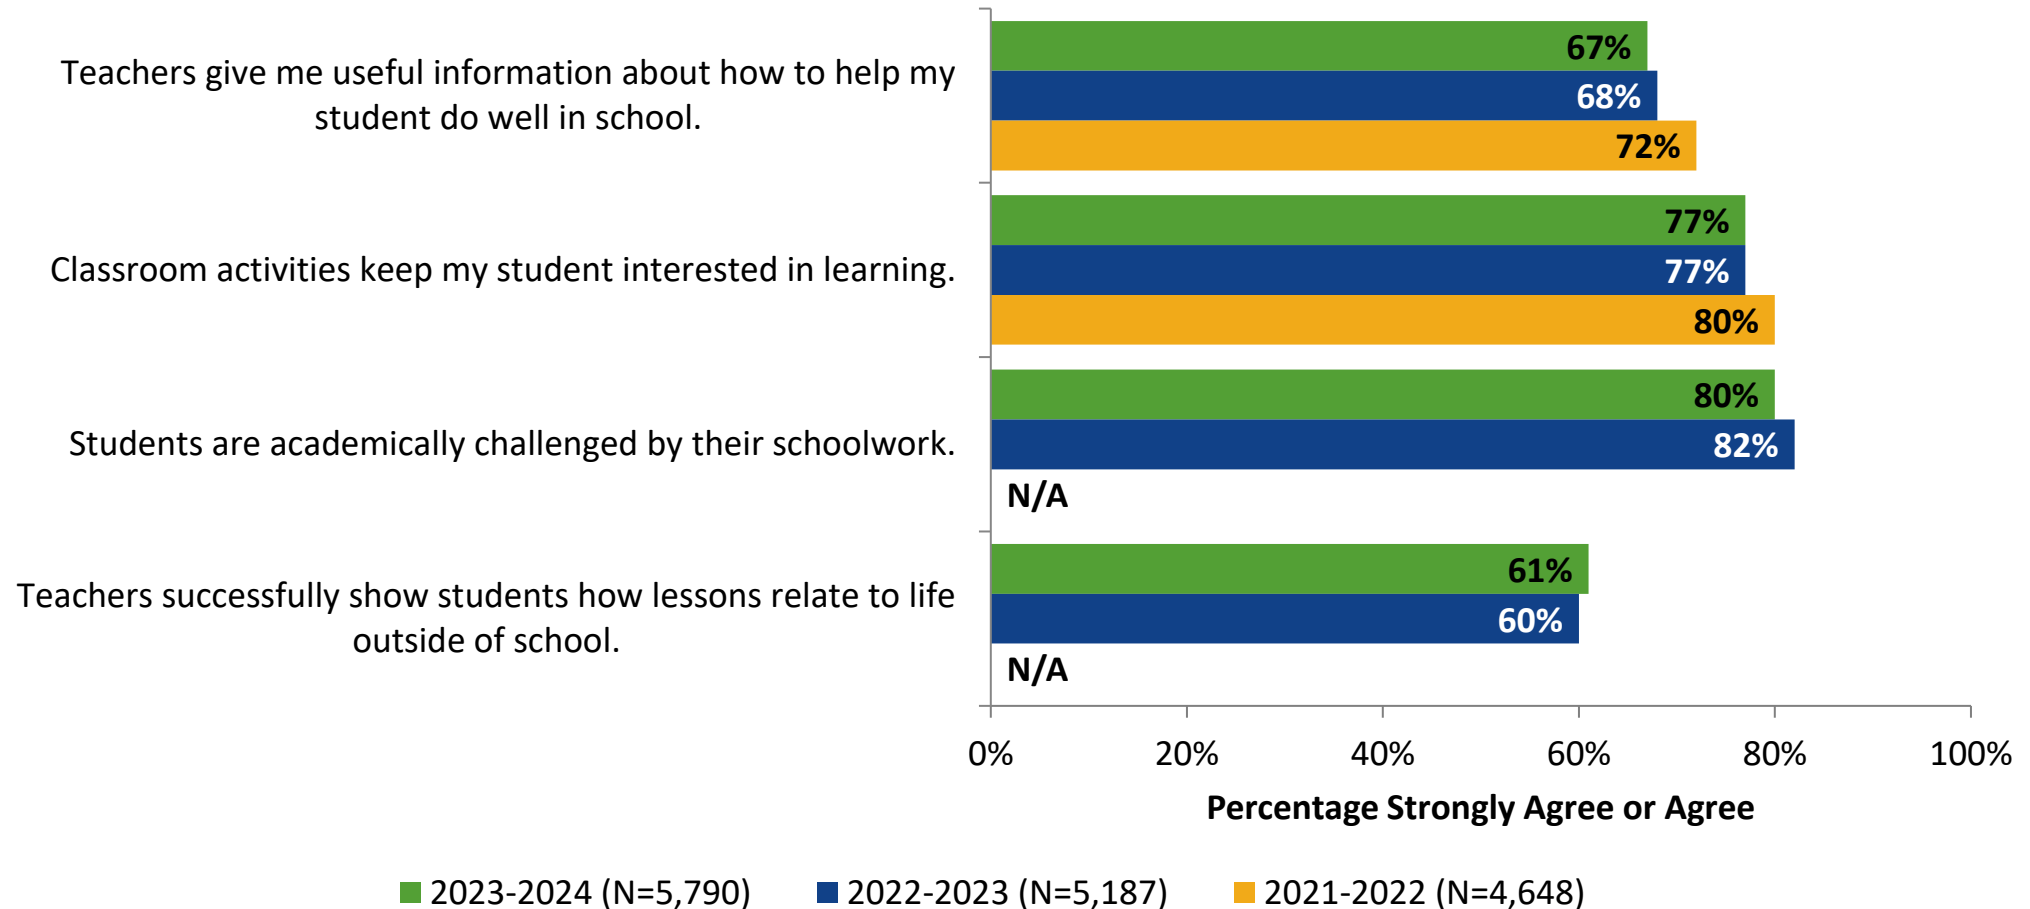 Teachers give me useful information about how to help my
student do well in school.
67%
68%
72%
Classroom activities keep my student interested in learning.
77%
77%
80%
Students are academically challenged by their schoolwork.
80%
82%
N/A
Teachers successfully show students how lessons relate to life
outside of school.
61%
60%
N/A
0% 20% 40% 60% 80% 100%
Percentage Strongly Agree or Agree
2023-2024 (N=5,790) 2022-2023 (N=5,187) 2021-2022 (N=4,648)